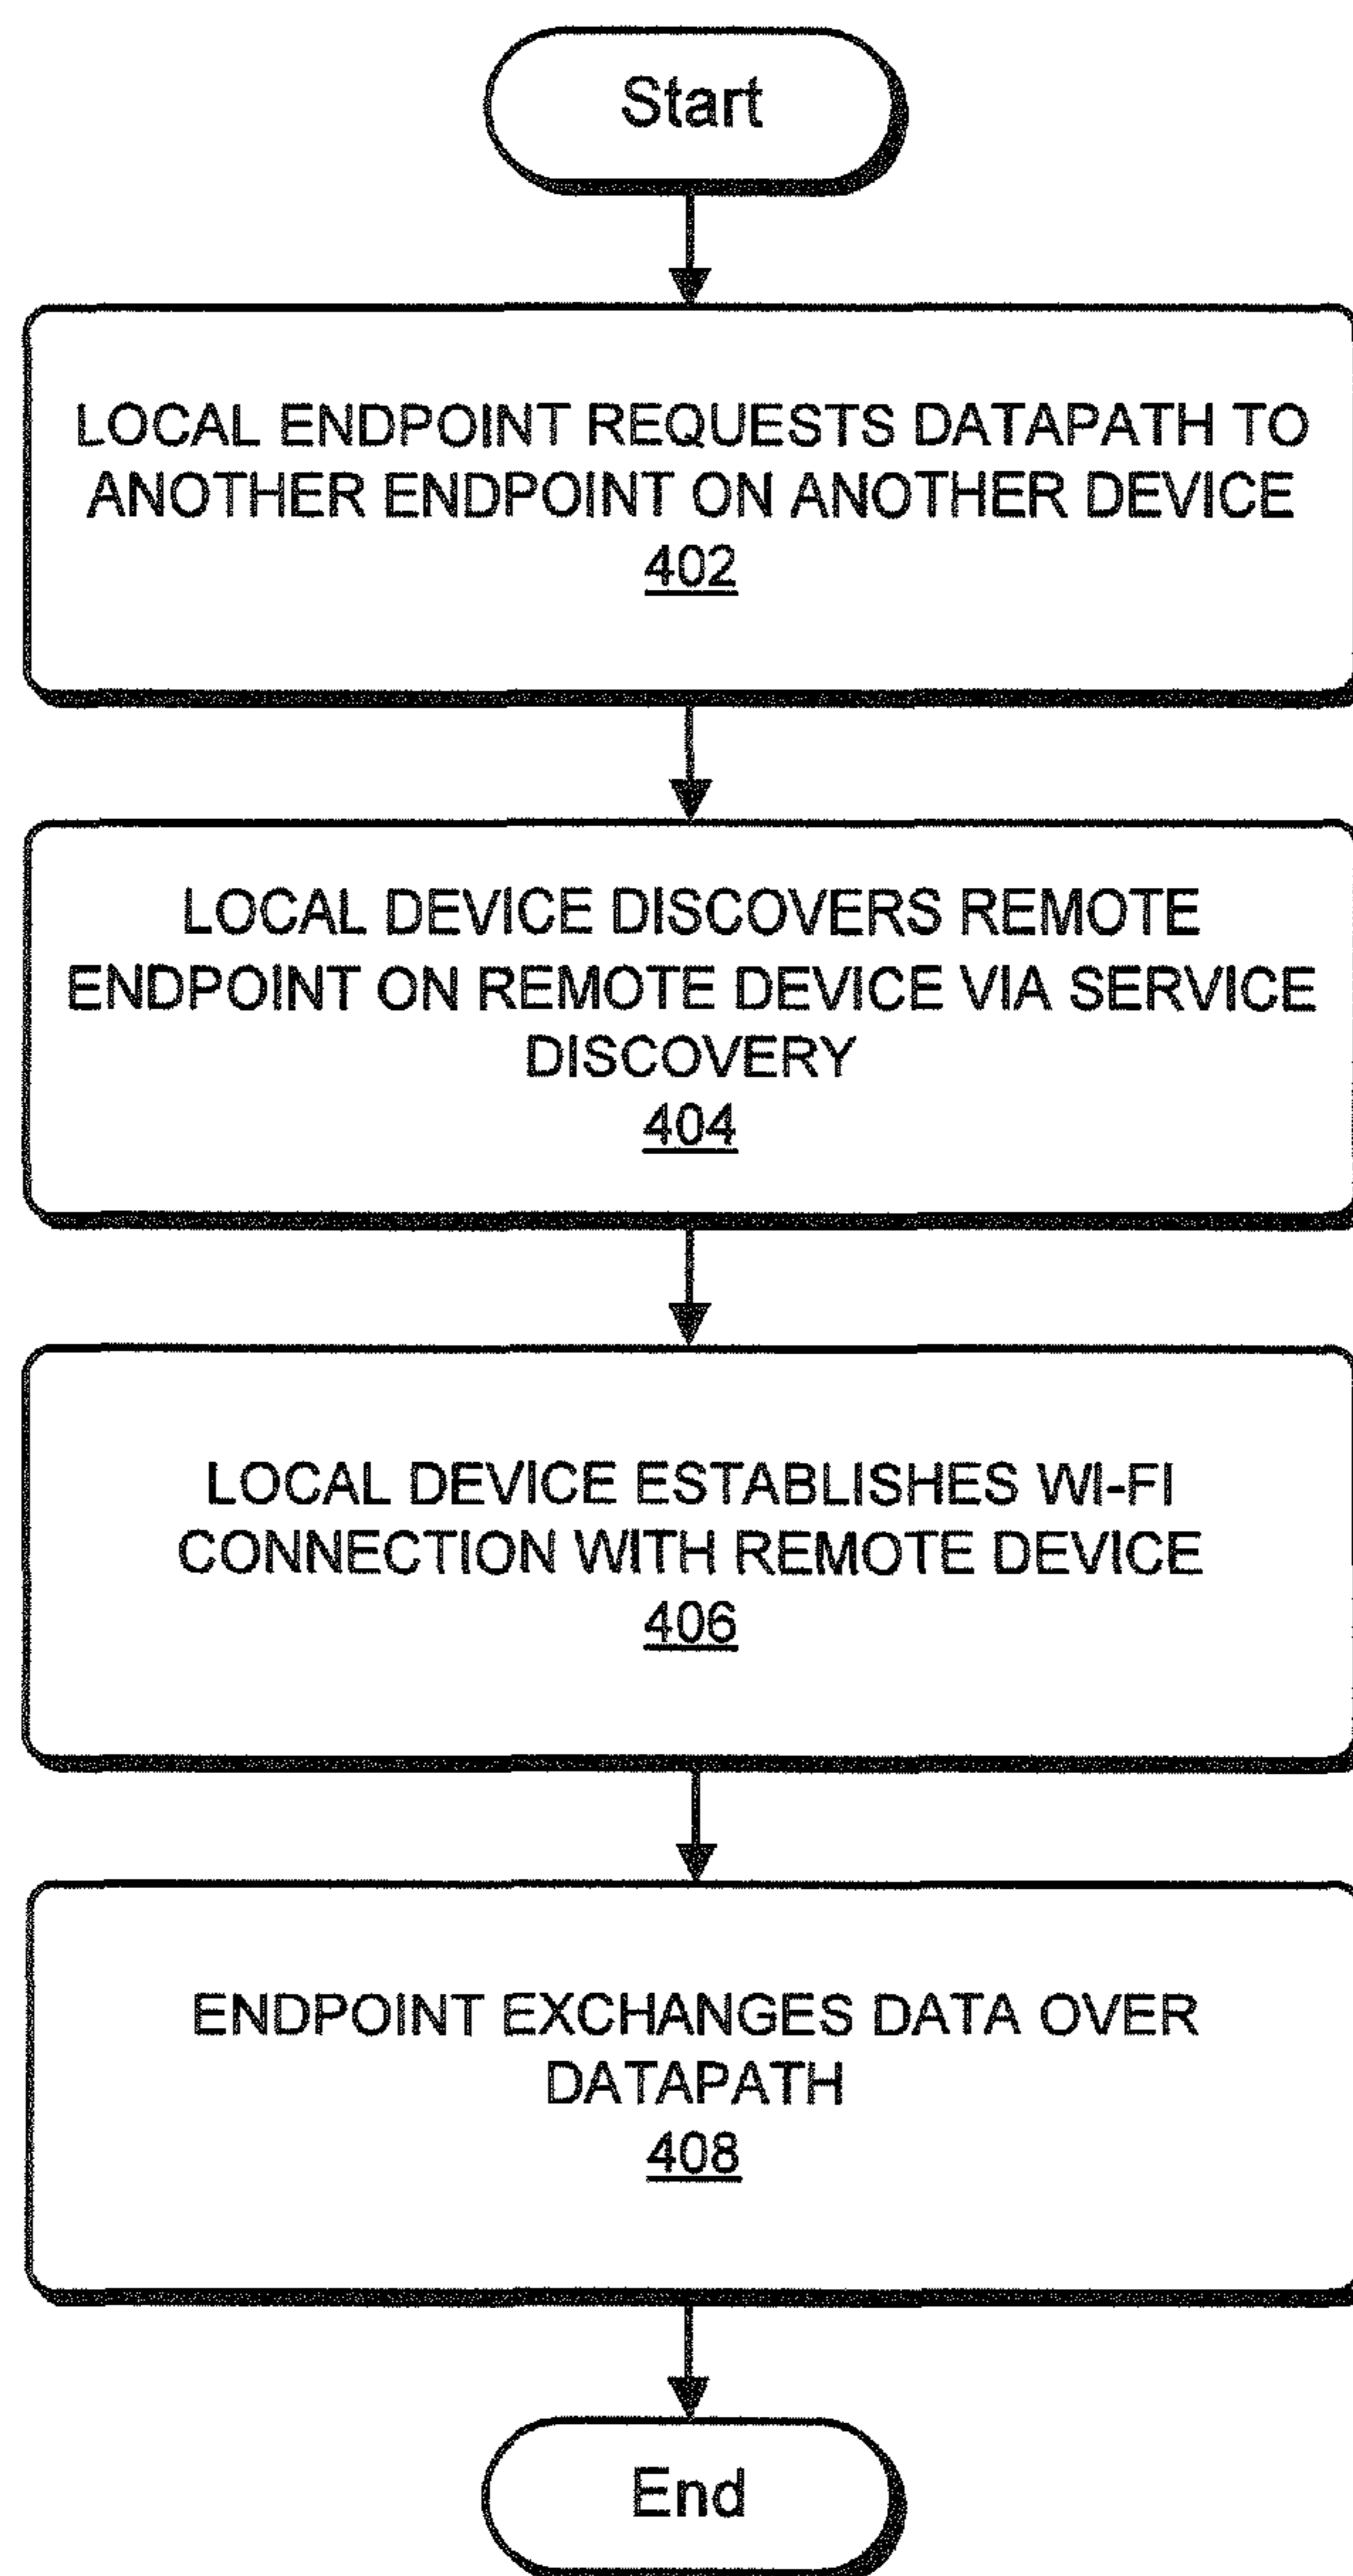 Start
LOCAL ENDPOINT REQUESTS DATAPATH TO
ANOTHER ENDPOINT ON ANOTHER DEVICE
402
LOCAL DEVICE DISCOVERS REMOTE
ENDPOINT ON REMOTE DEVICE VIA SERVICE
DISCOVERY
404
LOCAL DEVICE ESTABLISHES WI-FI
CONNECTION WITH REMOTE DEVICE
406
ENDPOINT EXCHANGES DATA OVER
DATAPATH
408
End